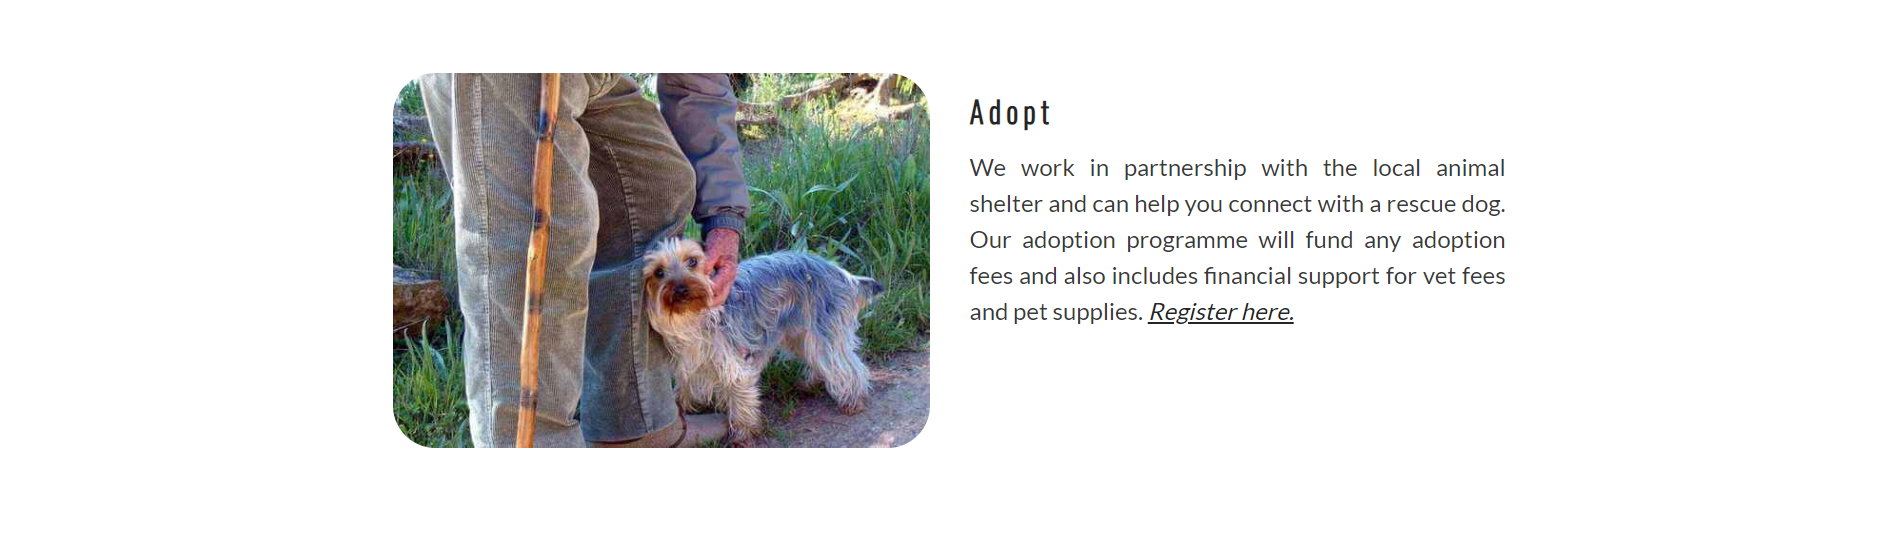 Adopt
We work in partnership with the local animal
shelter and can help you connect with a rescue dog.
Our adoption programme will fund any adoption
fees and also includes financial support for vet fees
and pet supplies. Register here.